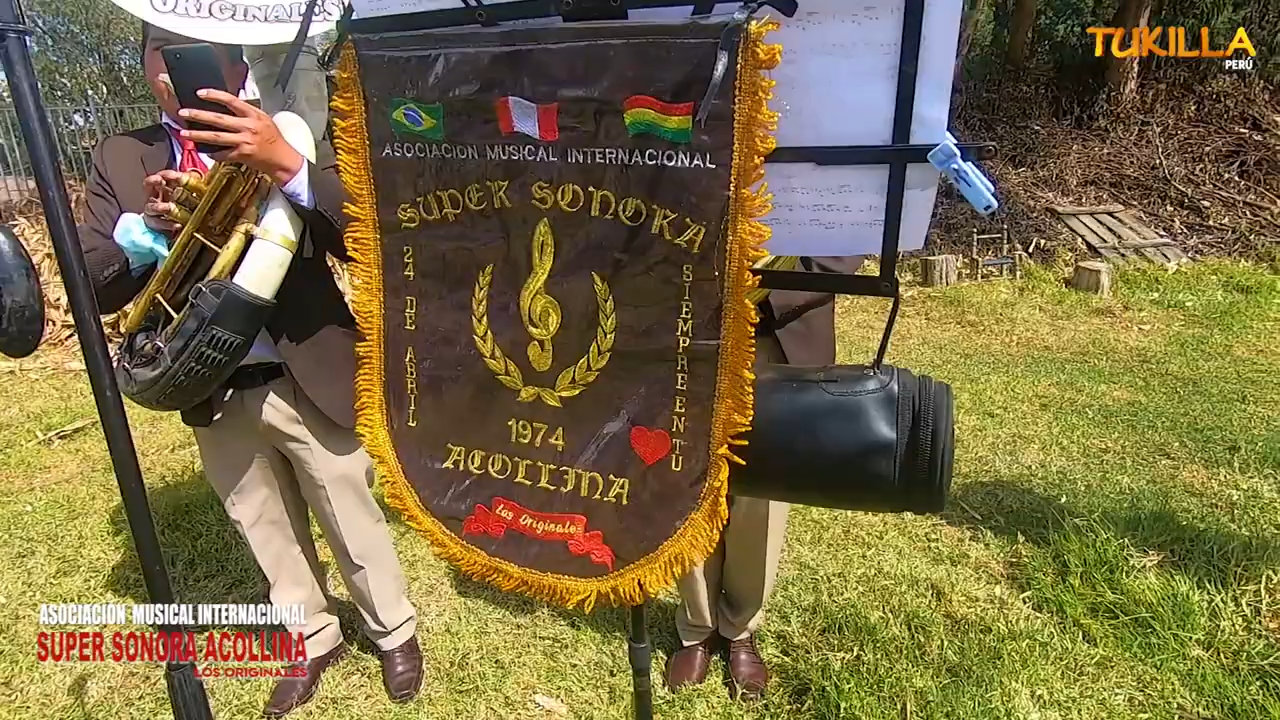 ORIGINALES
TUKILLA
PERÚ
ASOCIACION MUSICAL INTERNACIONAL
SUPER SONORA
24 DE ABRIL
SIEMPRE EN TU
1974
ACOLLINA
Los Originales
ASOCIACIÓN MUSICAL INTERNACIONAL
SUPER SONORA ACOLLINA
LOS ORIGINALES